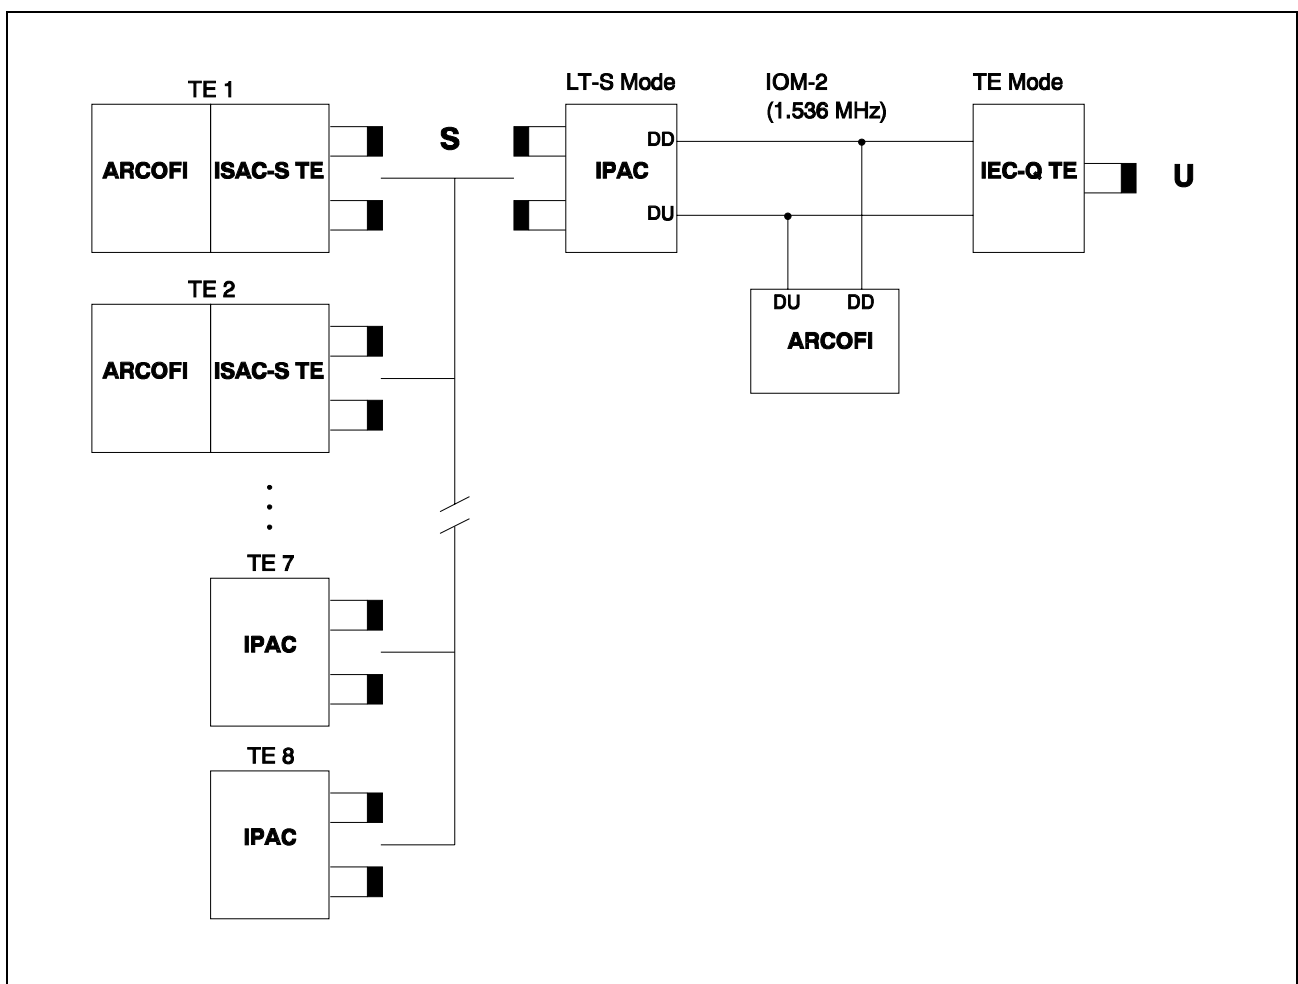 TE 1
ARCOFI
ISAC-S TE
S
LT-S Mode
DD
IPAC
DU
IOM-2
(1.536 MHz)
TE Mode
IEC-Q TE
U
DU
DD
ARCOFI
TE 2
ARCOFI
ISAC-S TE
TE 7
IPAC
TE 8
IPAC